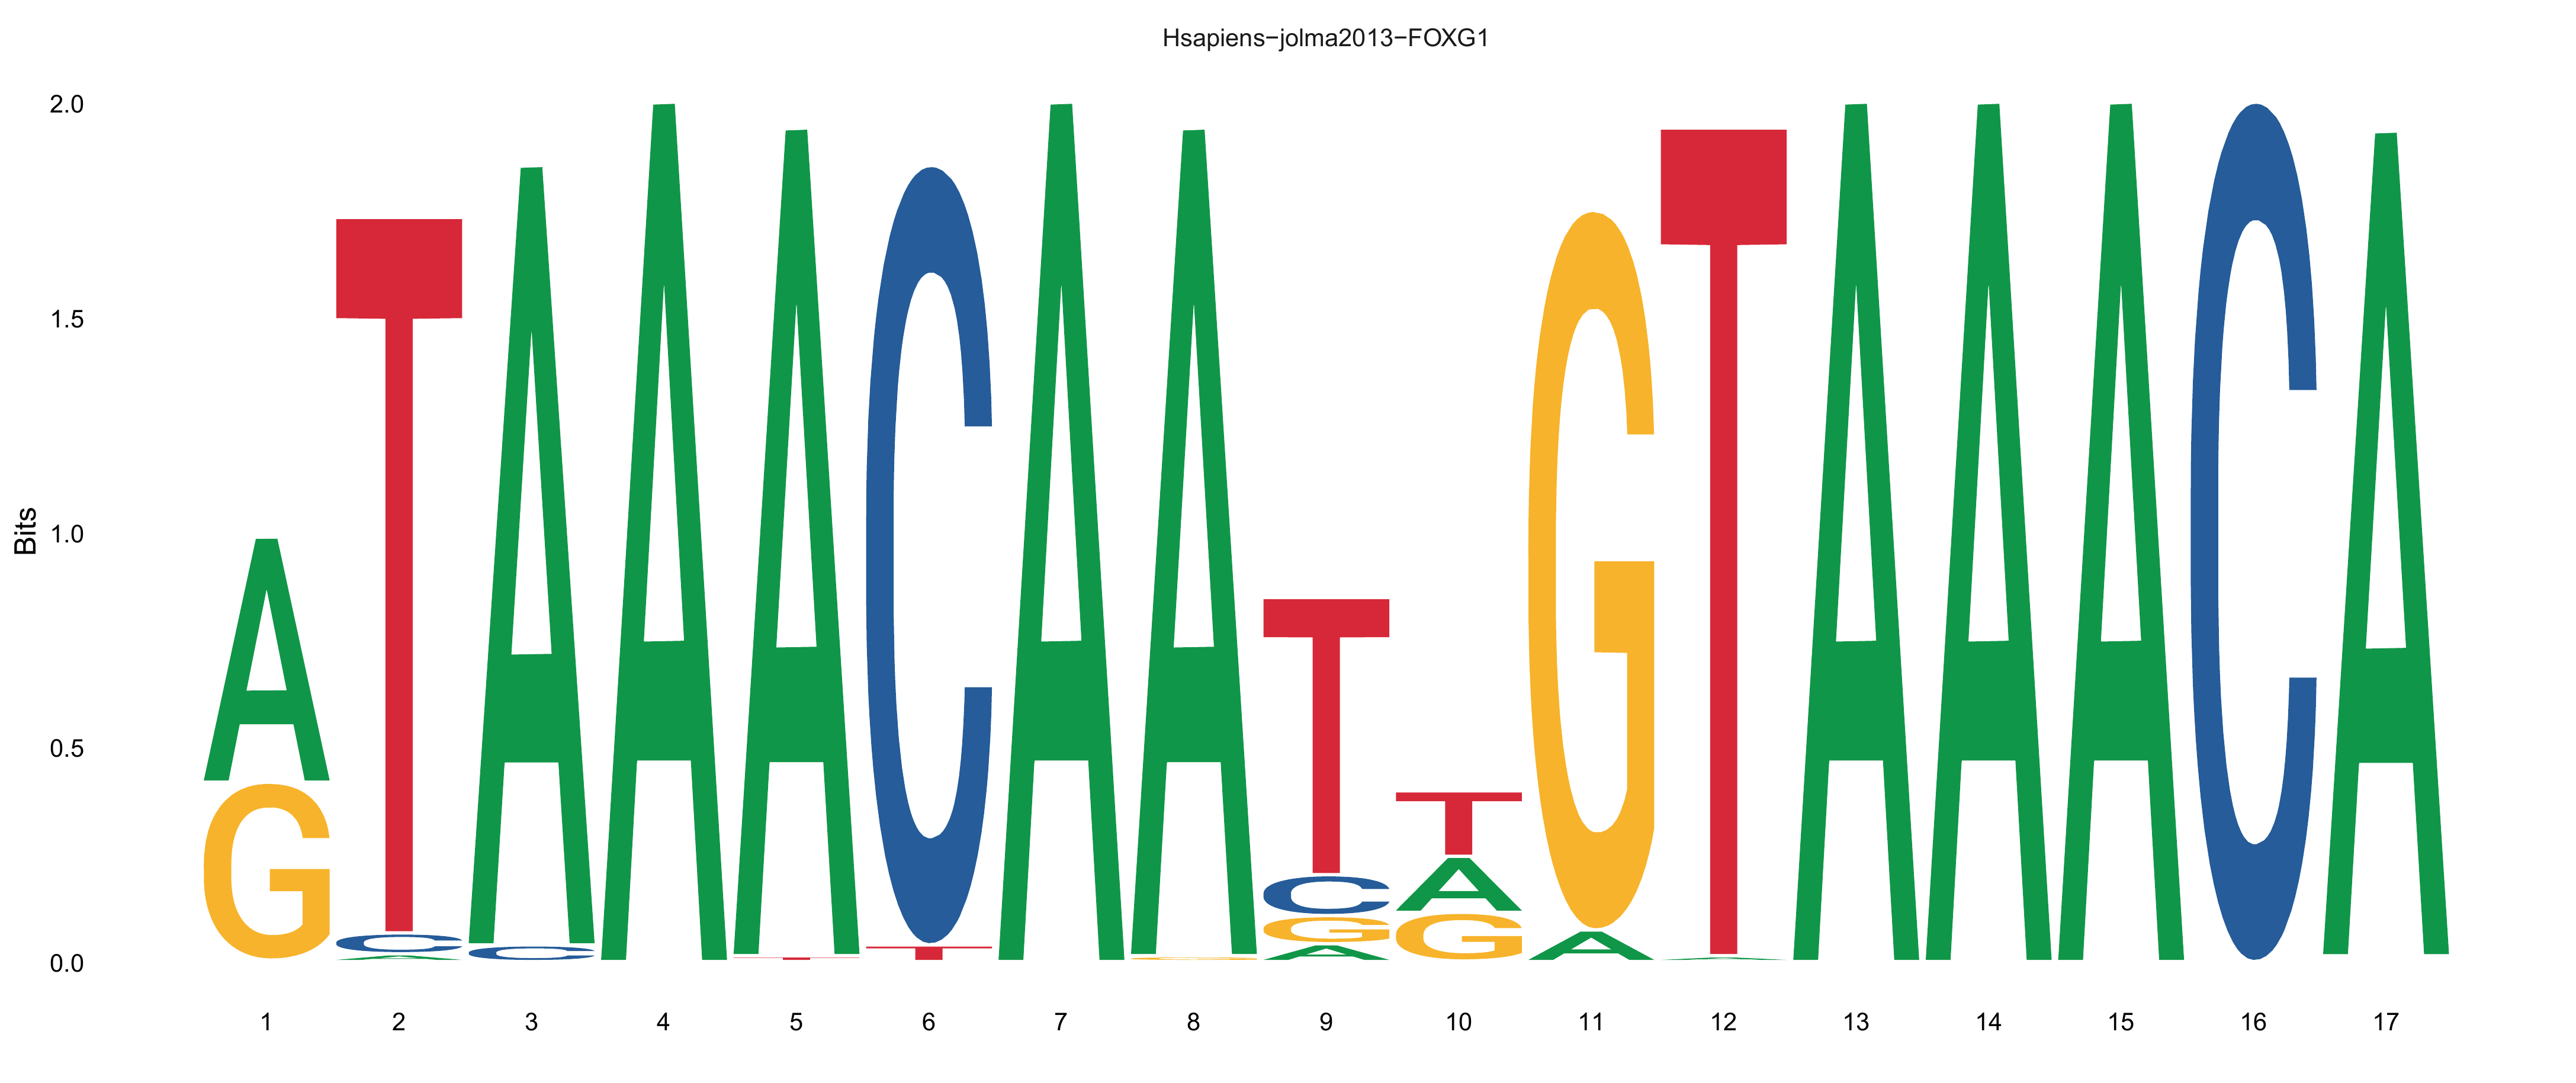 Hsapiens−jolma2013−FOXG1
2.0
1.5
1.0
0.5
0.0
Bits
A T A A A C A A T T G T A A A C A
G C C T T G C A A A
A G G
A
1 2 3 4 5 6 7 8 9 10 11 12 13 14 15 16 17